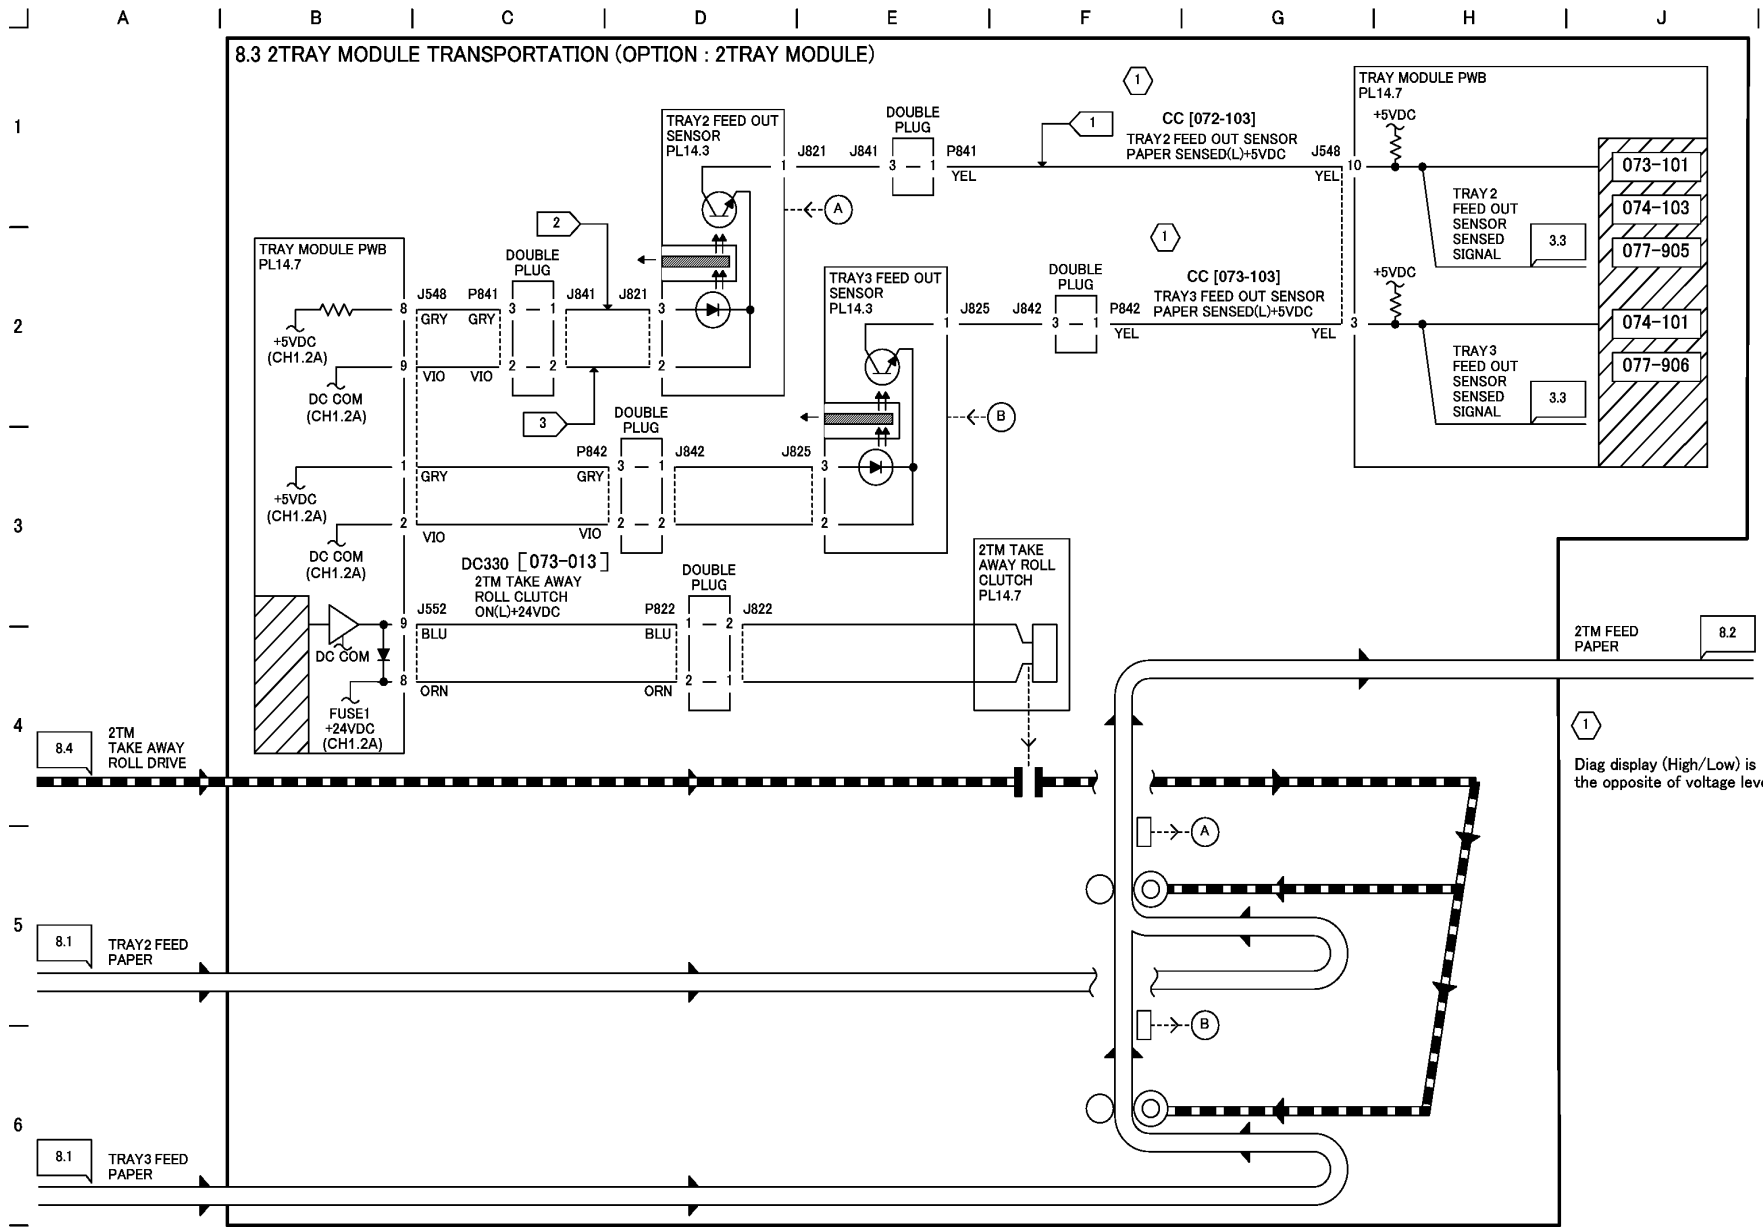 A B C D E F G H J
8.3 2TRAY MODULE TRANSPORTATION (OPTION : 2TRAY MODULE)
1
2
3
4
5
6
TRAY2 FEED OUT
SENSOR
PL14.3
1
J821
J841
DOUBLE
PLUG
3 1
P841
YEL
1
1
CC [072-103]
TRAY2 FEED OUT SENSOR
PAPER SENSED(L)+5VDC
J548
YEL
10
TRAY MODULE PWB
PL14.7
+5VDC
TRAY2
FEED OUT
SENSOR
SENSED
SIGNAL
3.3
073-101
074-103
077-905
074-101
077-906
A
TRAY MODULE PWB
PL14.7
+5VDC
(CH1.2A)
DC COM
(CH1.2A)
8
9
J548
GRY
VIO
P841
GRY
VIO
DOUBLE
PLUG
3 1
2 2
J841
J821
2
3
3
2
TRAY3 FEED OUT
SENSOR
PL14.3
1
J825
J842
DOUBLE
PLUG
3 1
P842
YEL
1
CC [073-103]
TRAY3 FEED OUT SENSOR
PAPER SENSED(L)+5VDC
YEL
3
+5VDC
TRAY3
FEED OUT
SENSOR
SENSED
SIGNAL
3.3
B
+5VDC
(CH1.2A)
DC COM
(CH1.2A)
1
2
GRY
VIO
P842
GRY
VIO
DOUBLE
PLUG
3 1
2 2
J842
J825
3
2
DC330 [073-013]
2TM TAKE AWAY
ROLL CLUTCH
ON(L)+24VDC
DC COM
FUSE1
+24VDC
(CH1.2A)
9
8
J552
BLU
ORN
P822
BLU
ORN
DOUBLE
PLUG
1 2
2 1
J822
2TM TAKE
AWAY ROLL
CLUTCH
PL14.7
2TM FEED
PAPER
8.2
1
Diag display (High/Low) is
the opposite of voltage
8.4
2TM
TAKE AWAY
ROLL DRIVE
A
8.1
TRAY2 FEED
PAPER
B
8.1
TRAY3 FEED
PAPER